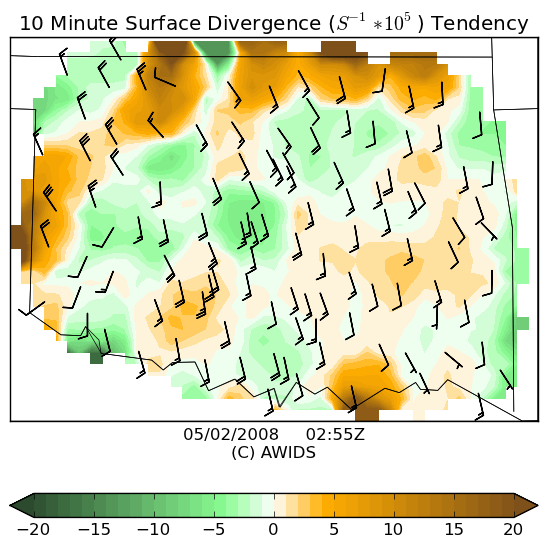 10 Minute Surface Divergence (S⁻¹ *10⁵ ) Tendency
05/02/2008 02:55Z
(C) AWIDS
−20 −15 −10 −5 0 5 10 15 20